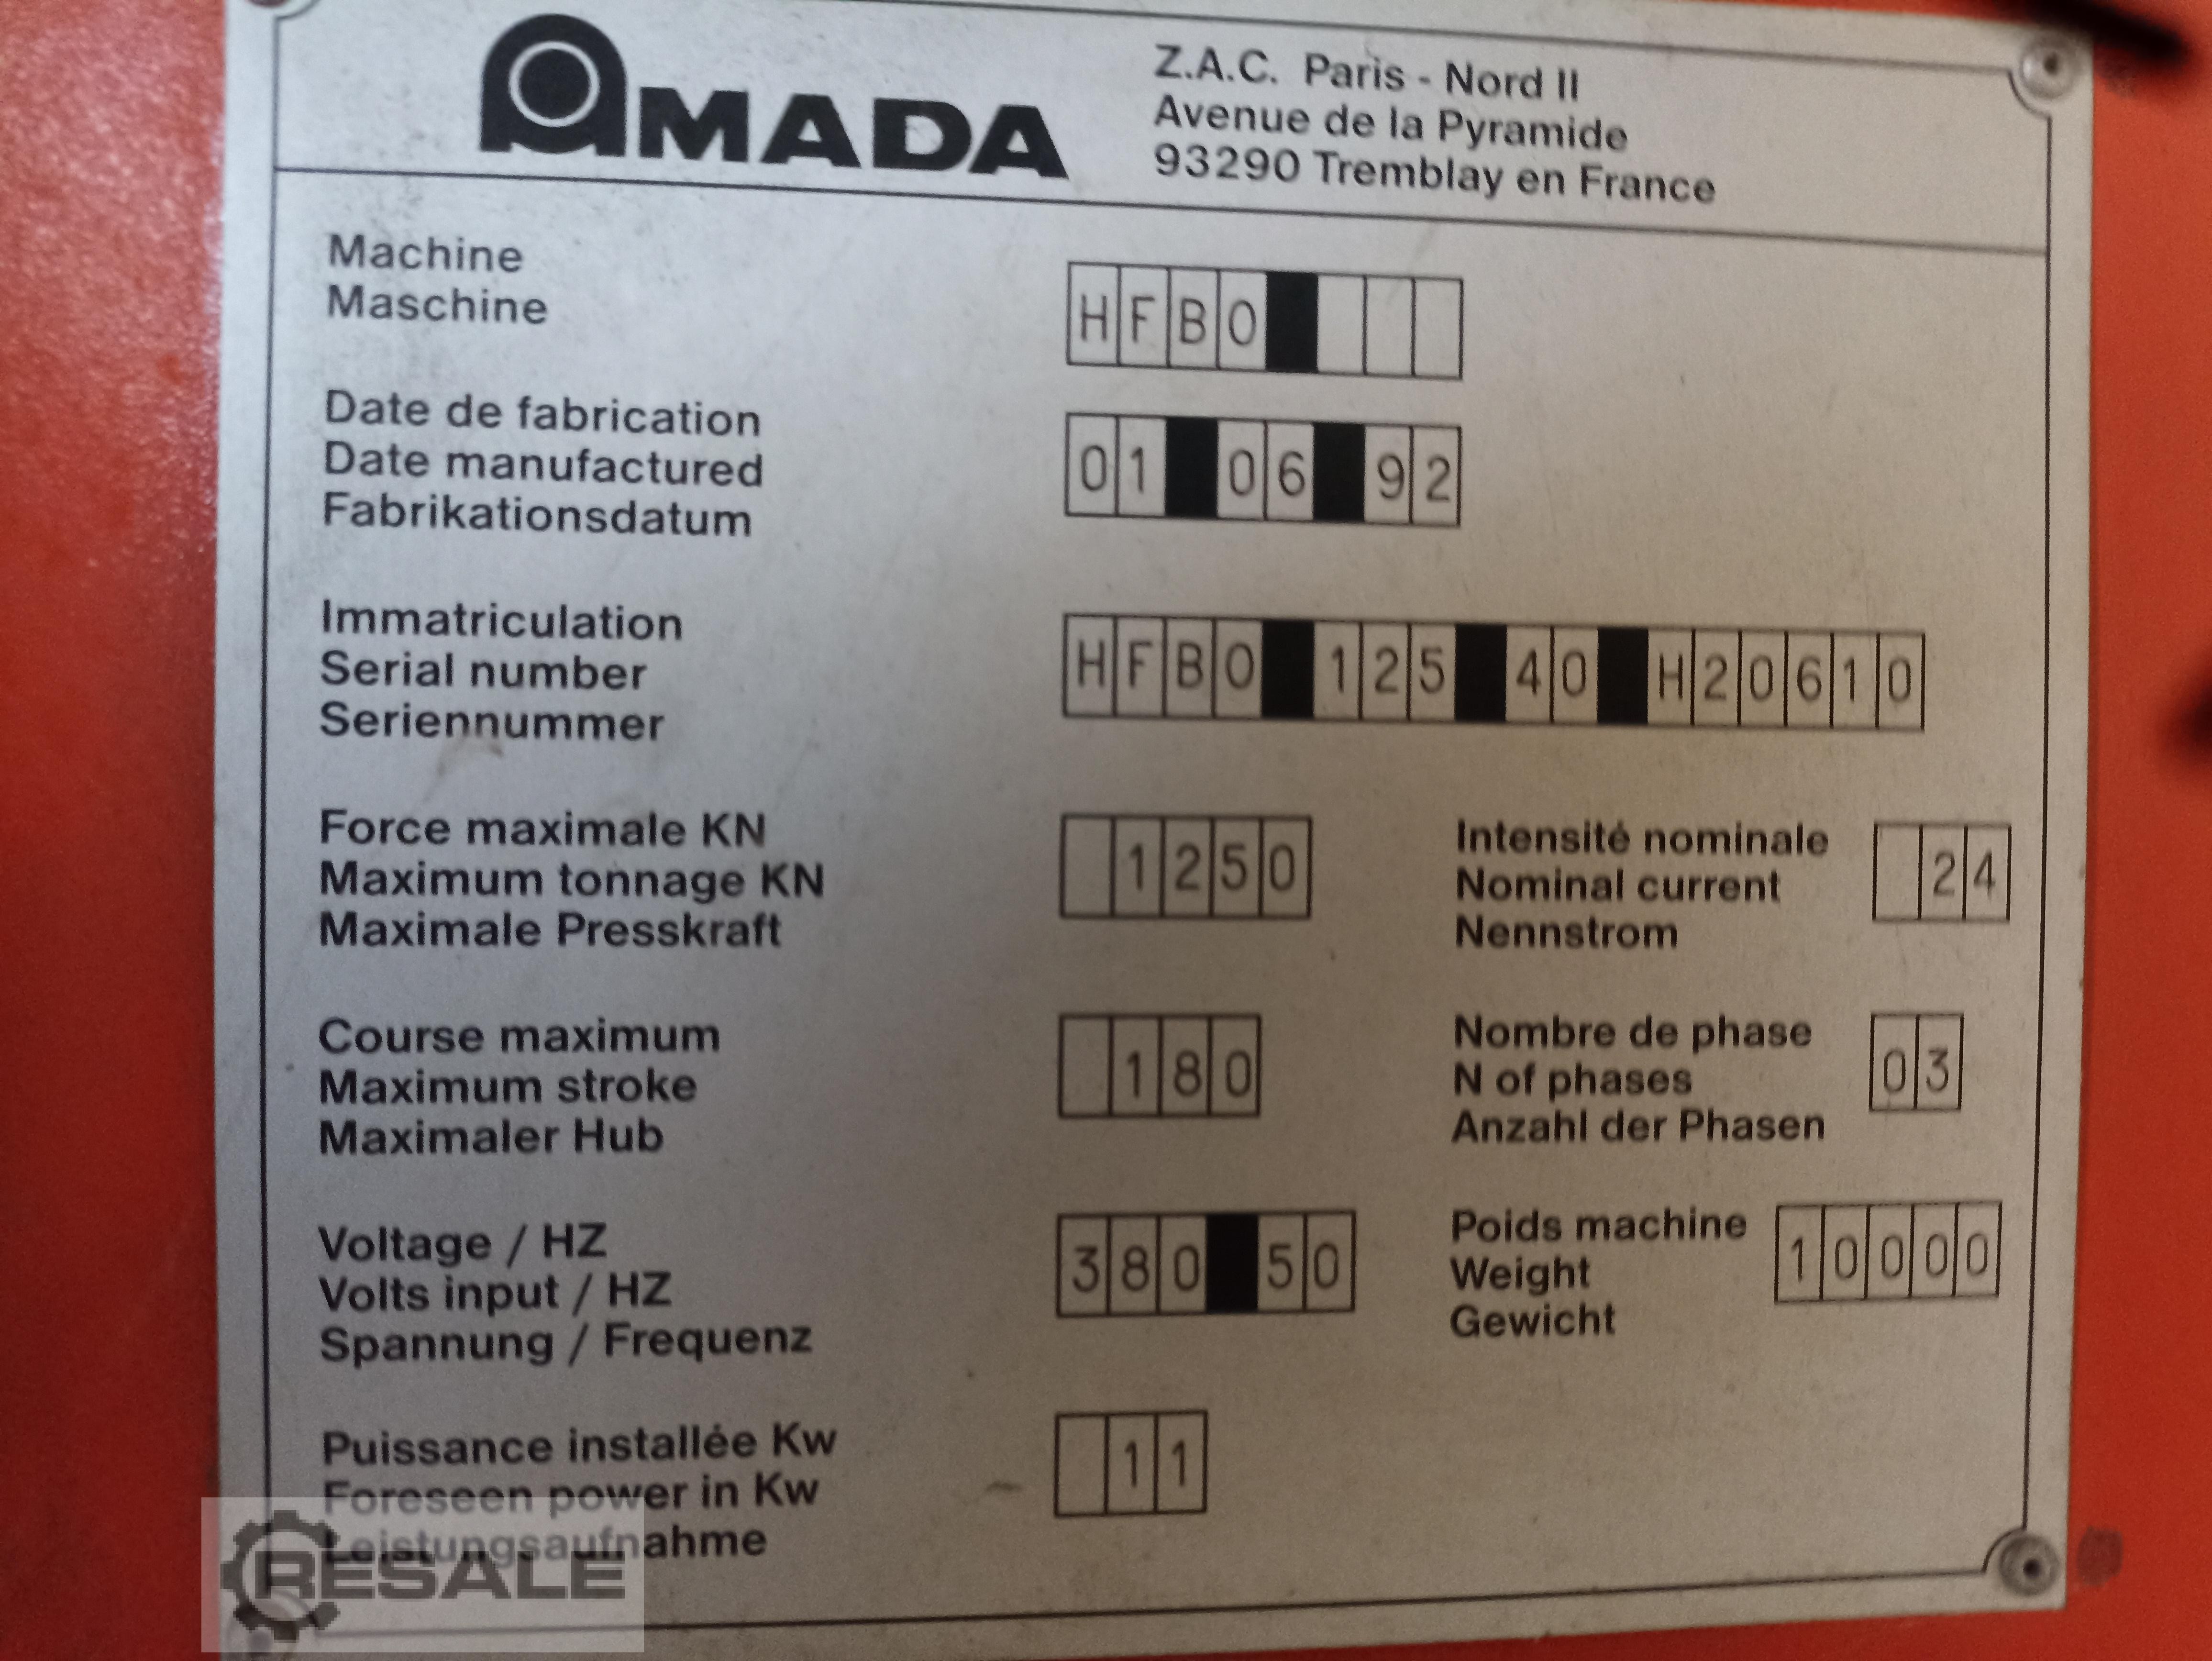 AMADA
Z.A.C. Paris - Nord II
Avenue de la Pyramide
93290 Tremblay en France
Machine
Maschine
HFBO
Date de fabrication
Date manufactured
Fabrikationsdatum
01 06 92
Immatriculation
Serial number
Seriennummer
HFBO 125 40 H20610
Force maximale KN
Maximum tonnage KN
Maximale Presskraft
1250
Intensité nominale
Nominal current
Nennstrom
24
Course maximum
Maximum stroke
Maximaler Hub
180
Nombre de phase
N of phases
Anzahl der Phasen
03
Voltage / HZ
Volts input / HZ
Spannung / Frequenz
380 50
Poids machine
Weight
Gewicht
10000
Puissance installée Kw
Foreseen power in Kw
Leistungsaufnahme
11
RESALE